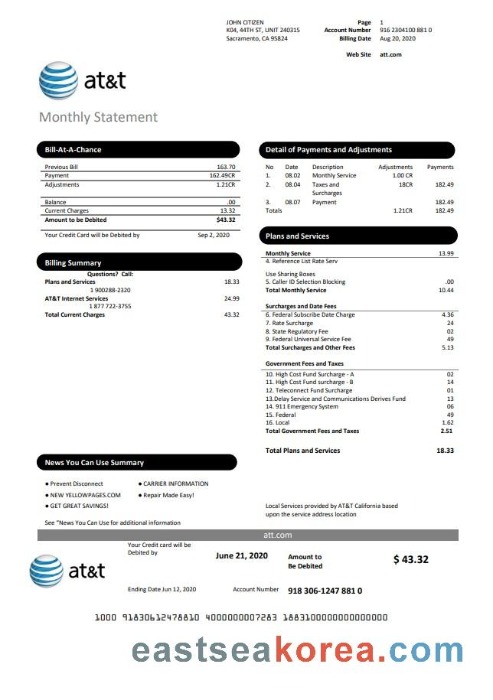 JOHN CITIZEN
K04, 44TH ST, UNIT 240315
Sacramento, CA 95824
Page 1
Account Number 916 2304100 881 0
Billing Date Aug 20, 2020
Web Site att.com
at&t
Monthly Statement
Bill-At-A-Chance
Previous Bill 163.70
Payment 162.49CR
Adjustments 1.21CR
Balance .00
Current Charges 13.32
Amount to be Debited $43.32
Your Credit Card will be Debited by Sep 2, 2020
Billing Summary
Questions? Call:
Plans and Services 18.33
1 900288-2320
AT&T Internet Services 24.99
1 877 722-3755
Total Current Charges 43.32
Detail of Payments and Adjustments
No Date Description Adjustments Payments
1. 08.02 Monthly Service 1.00 CR
2. 08.04 Taxes and 18CR 182.49
Surcharges
3. 08.07 Payment 182.49
Totals 1.21CR 182.49
Plans and Services
Monthly Service 13.99
4. Reference List Rate Serv
Use Sharing Boxes
5. Caller ID Selection Blocking .00
Total Monthly Service 10.44
Surcharges and Date Fees
6. Federal Subscribe Date Charge 4.36
7. Rate Surcharge 24
8. State Regulatory Fee 02
9. Federal Universal Service Fee 49
Total Surcharges and Other Fees 5.13
Government Fees and Taxes
10. High Cost Fund Surcharge - A 02
11. High Cost Fund surcharge - B 14
12. Teleconnect Fund Surcharge 01
13.Delay Service and Communications Derives Fund 13
14. 911 Emergency System 06
15. Federal 49
16. Local 1.62
Total Government Fees and Taxes 2.51
Total Plans and Services 18.33
News You Can Use Summary
● Prevent Disconnect
● NEW YELLOWPAGES.COM
● GET GREAT SAVINGS!
● CARRIER INFORMATION
● Repair Made Easy!
See "News You Can Use for additional information
Local Services provided by AT&T California based
upon the service address location
att.com
at&t
Your Credit card will be
Debited by
June 21, 2020
Amount to
Be Debited
$ 43.32
Ending Date Jun 12, 2020
Account Number 918 306-1247 881 0
1000 91830612478810 4000000007283 1883100000000000000
eastseakorea.com